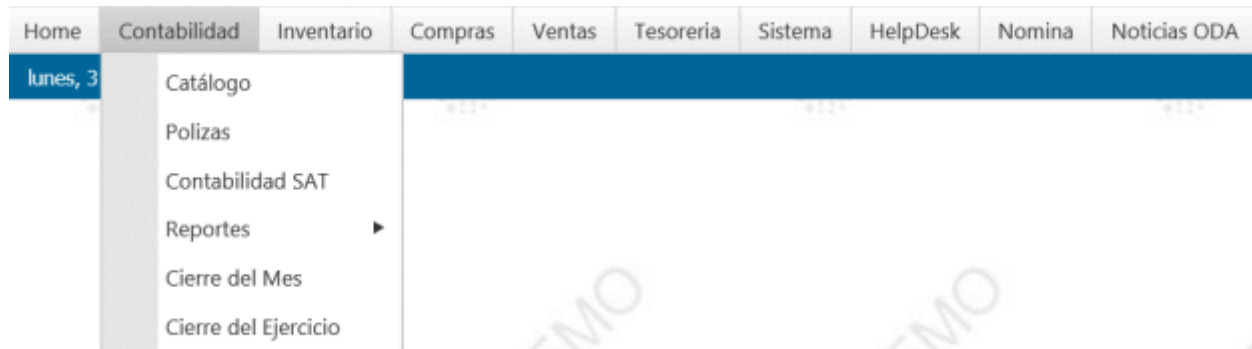 Home Contabilidad Inventario Compras Ventas Tesoreria Sistema HelpDesk Nomina Noticias ODA
lunes, 3
Catálogo
Polizas
Contabilidad SAT
Reportes
Cierre del Mes
Cierre del Ejercicio